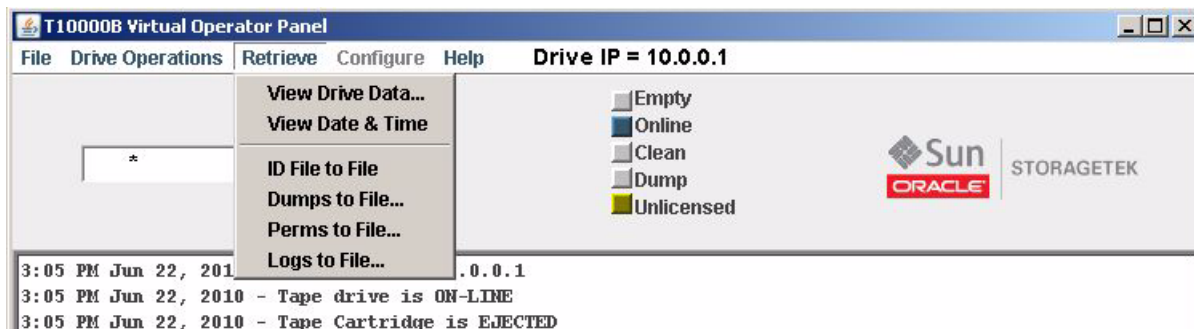 T10000B Virtual Operator Panel
File Drive Operations Retrieve Configure Help Drive IP = 10.0.0.1
View Drive Data...
View Date & Time
ID File to File
Dumps to File...
Perms to File...
Logs to File...
*
Empty
Online
Clean
Dump
Unlicensed
Sun
ORACLE
STORAGETEK
3:05 PM Jun 22, 201 .0.0.1
3:05 PM Jun 22, 2010 - Tape drive is ON-LINE
3:05 PM Jun 22, 2010 - Tape Cartridge is EJECTED